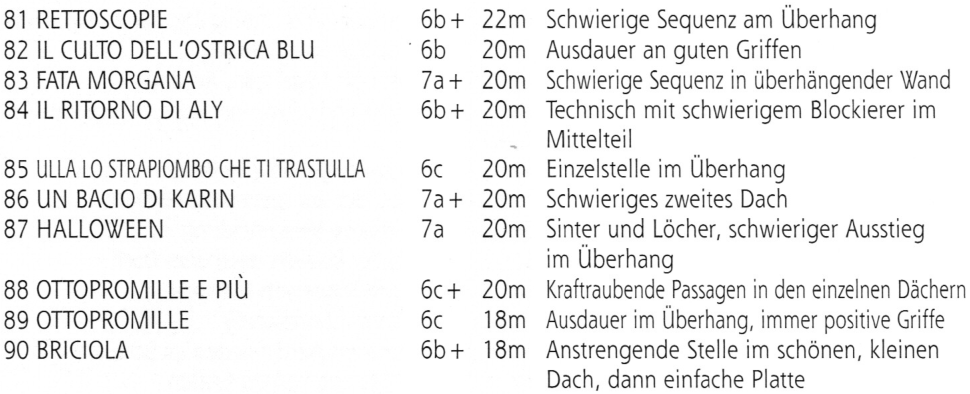 81 RETTOSCOPIE 6b+ 22m Schwierige Sequenz am Überhang
82 IL CULTO DELL'OSTRICA BLU 6b 20m Ausdauer an guten Griffen
83 FATA MORGANA 7a+ 20m Schwierige Sequenz in überhängender Wand
84 IL RITORNO DI ALY 6b+ 20m Technisch mit schwierigem Blockierer im
Mittelteil
85 ULLA LO STRAPIOMBO CHE TI TRASTULLA 6c 20m Einzelstelle im Überhang
86 UN BACIO DI KARIN 7a+ 20m Schwieriges zweites Dach
87 HALLOWEEN 7a 20m Sinter und Löcher, schwieriger Ausstieg
im Überhang
88 OTTOPROMILLE E PIÙ 6c+ 20m Kraftraubende Passagen in den einzelnen Dächern
89 OTTOPROMILLE 6c 18m Ausdauer im Überhang, immer positive Griffe
90 BRICIOLA 6b+ 18m Anstrengende Stelle im schönen, kleinen
Dach, dann einfache Platte